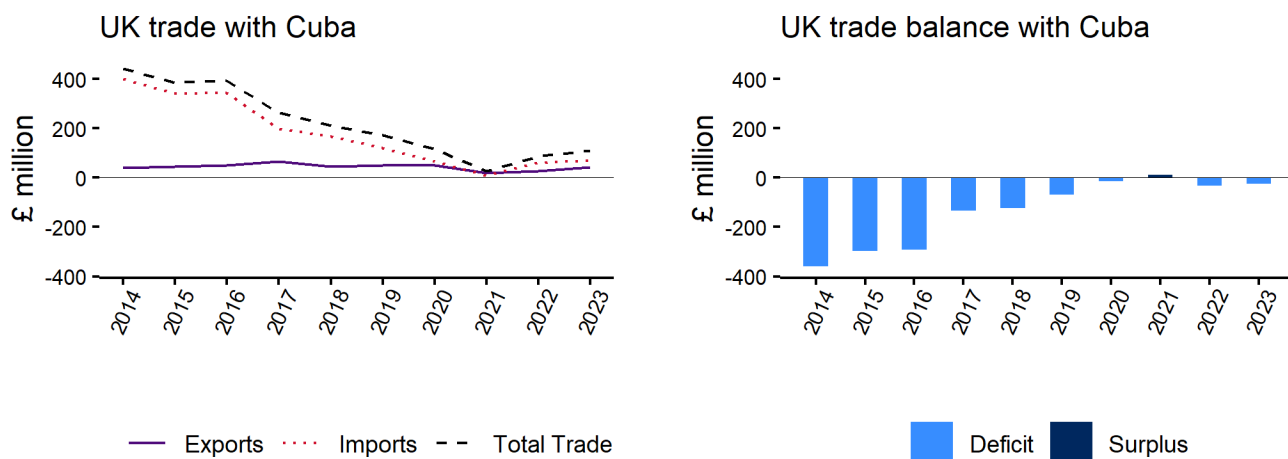 UK trade with Cuba
£ million
400
200
0
-200
-400
2014 2015 2016 2017 2018 2019 2020 2021 2022 2023
Exports Imports Total Trade
UK trade balance with Cuba
£ million
400
200
0
-200
-400
2014 2015 2016 2017 2018 2019 2020 2021 2022 2023
Deficit Surplus